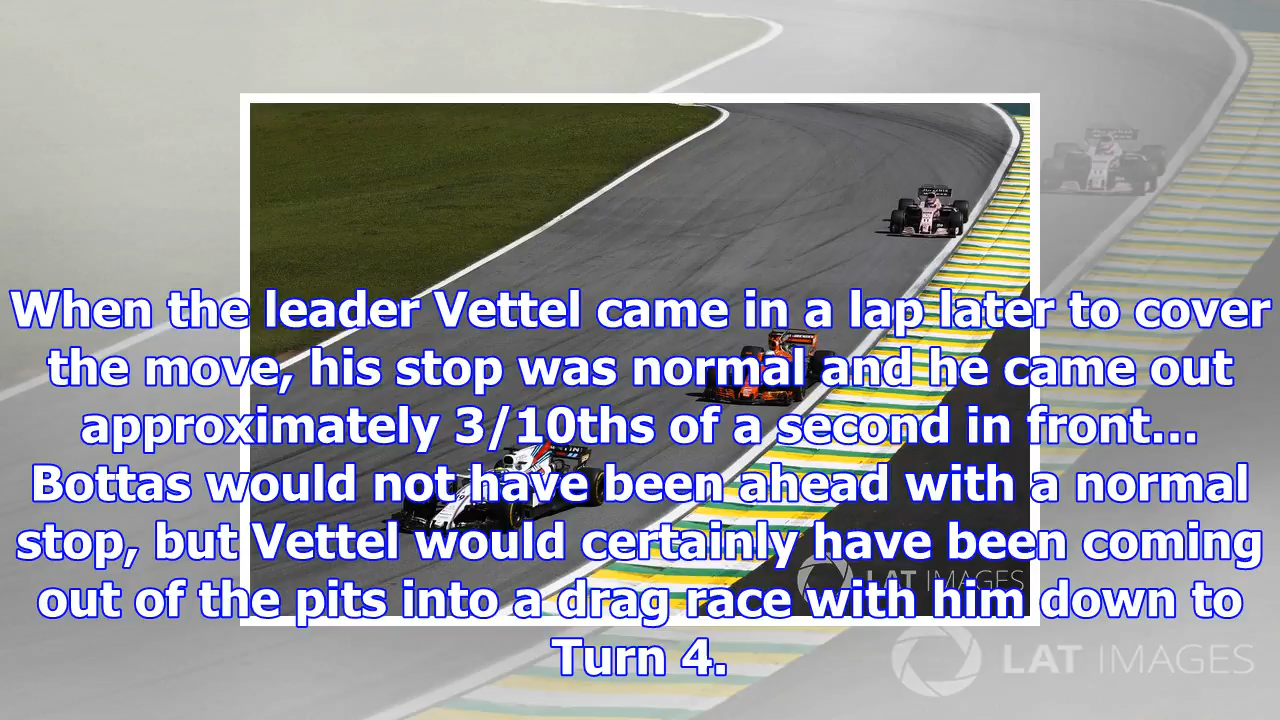 When the leader Vettel came in a lap later to cover
the move, his stop was normal and he came out
approximately 3/10ths of a second in front...
Bottas would not have been ahead with a normal
stop, but Vettel would certainly have been coming
out of the pits into a drag race with him down to
Turn 4.
LAT IMAGES
LAT IMAGES